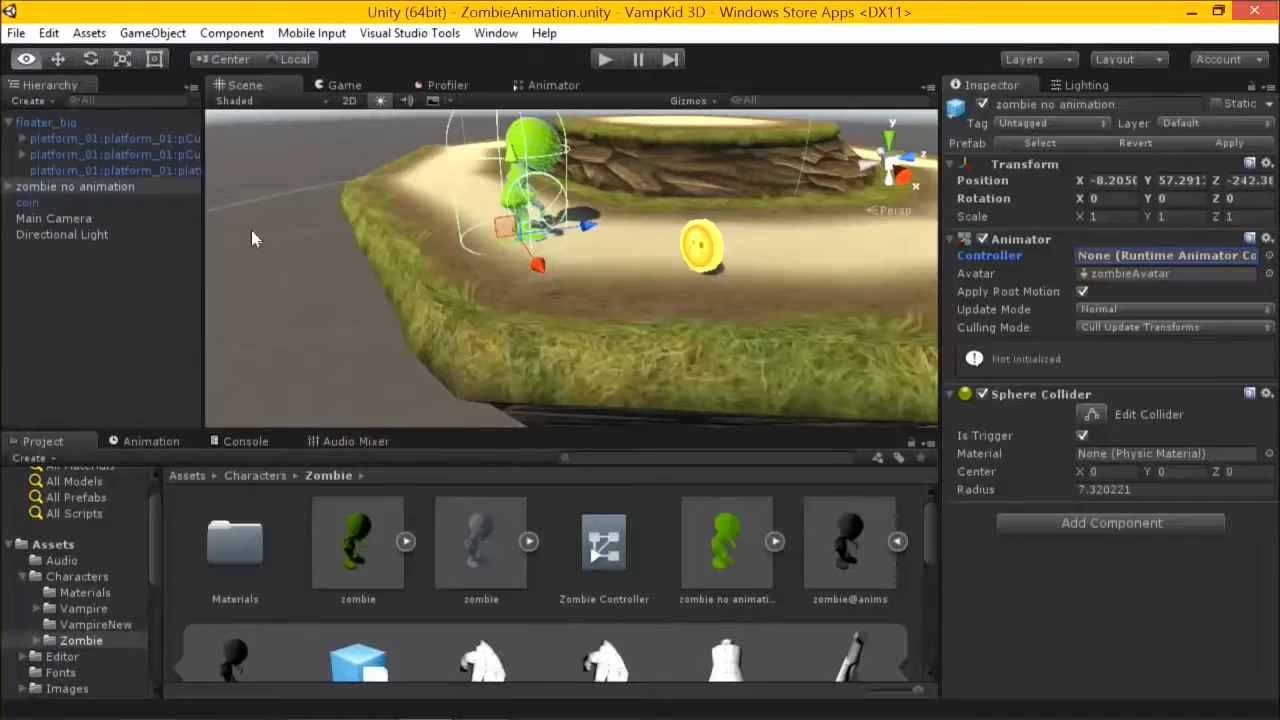 Unity (64bit) - ZombieAnimation.unity - VampKid 3D - Windows Store Apps <DX11>
File Edit Assets GameObject Component Mobile Input Visual Studio Tools Window Help
Center Local Layers Layout Account
Hierarchy Scene Game Profiler Animator Inspector Lighting
Create All Shaded 2D Gizmos All
zombie no animation Static
Tag Untagged Layer Default
Prefab Select Revert Apply
floater_big
platform_01:platform_01:pCu
platform_01:platform_01:pCu
platform_01:platform_01:plat
zombie no animation
coin
Main Camera
Directional Light
y
z
x
Persp
Transform
Position X -8.205( Y 57.291: Z -242.38
Rotation X 0 Y 0 Z 0
Scale X 1 Y 1 Z 1
Animator
Controller None (Runtime Animator Co
Avatar zombieAvatar
Apply Root Motion
Update Mode Normal
Culling Mode Cull Update Transforms
Not initialized
Sphere Collider
Edit Collider
Is Trigger
Material None (Physic Material)
Center X 0 Y 0 Z 0
Radius 7.320221
Add Component
Project Animation Console Audio Mixer
Create
All Materials
All Models
All Prefabs
All Scripts
Assets
Audio
Characters
Materials
Vampire
VampireNew
Zombie
Editor
Fonts
Images
Assets Characters Zombie
Materials zombie zombie Zombie Controller zombie no animati... zombie@anims